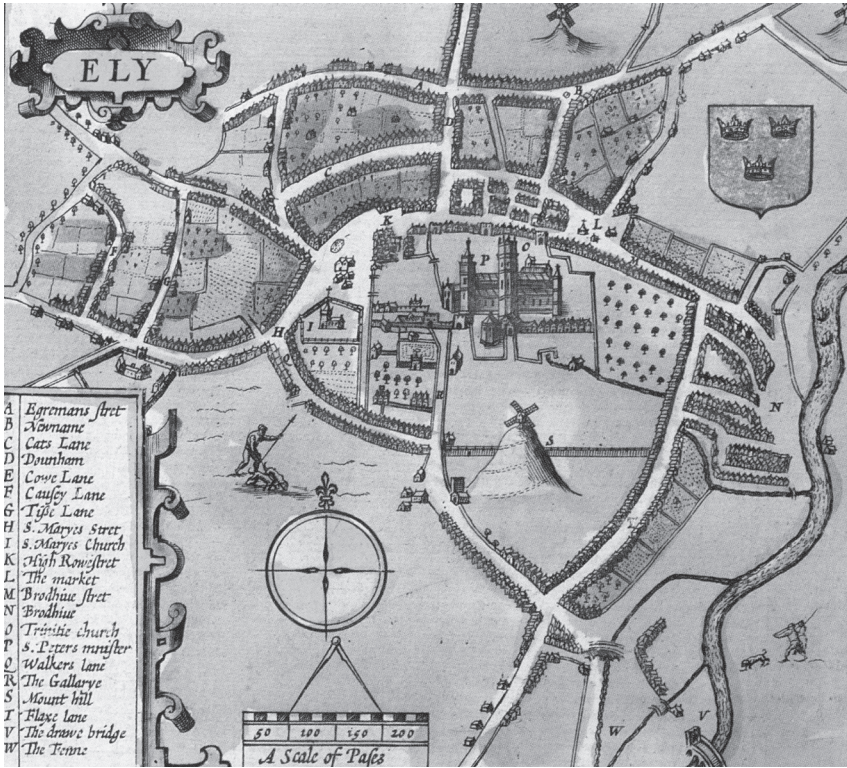 ELY
A Egremans stret
B Newname
C Cats Lane
D Dounham
E Cowe Lane
F Causey Lane
G Tiße Lane
H S. Maryes Stret
I S. Maryes Church
K High Rowestret
L The market
M Brodhiue stret
N Brodhiue
O Trinitie church
P S. Peters mnister
Q Walkers lane
R The Gallarye
S Mount hill
T Flaxe lane
V The drawe bridge
W The Fenne
A
B
D
C
K
L
O
P
M
F
G
I
H
Q
R
N
S
T
W
V
50 100 150 200
A Scale of Pases